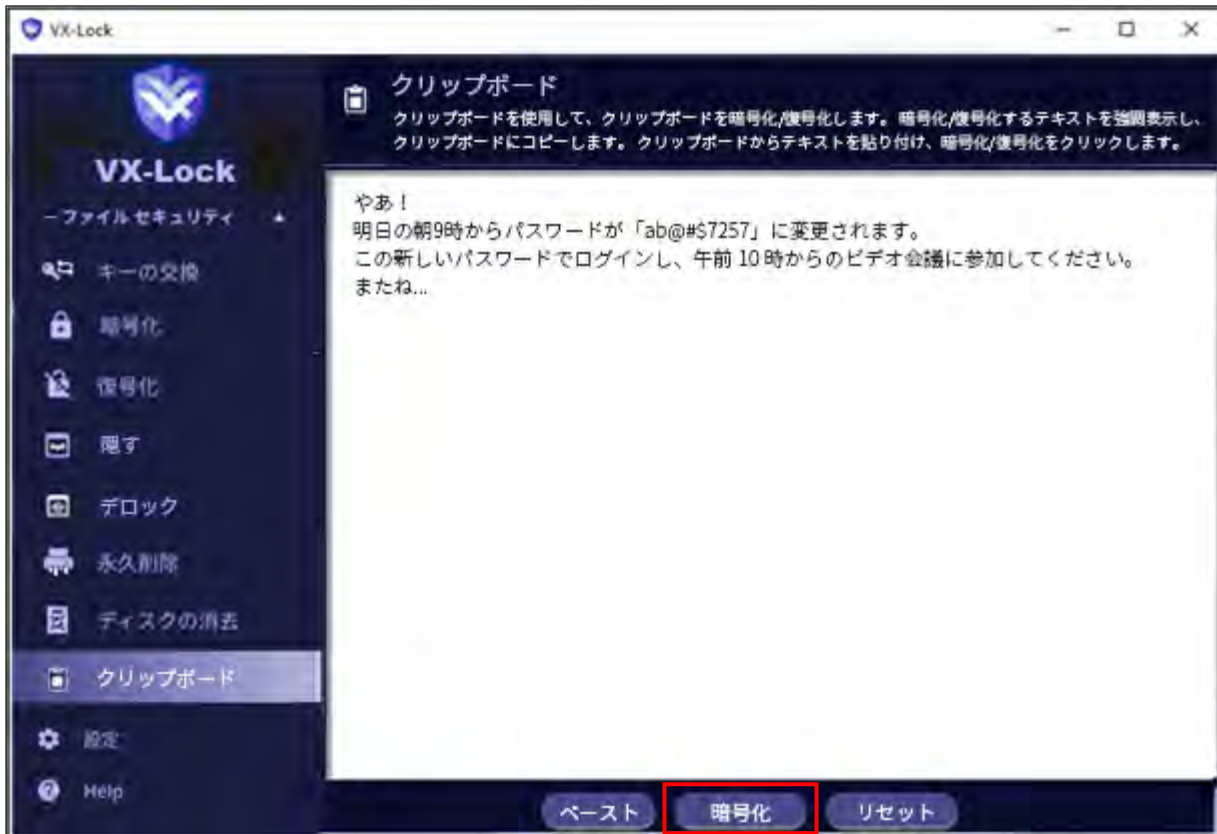 VX-Lock
VX-Lock
ーファイル セキュリティ
キーの交換
暗号化
復号化
隠す
デロック
永久削除
ディスクの消去
クリップボード
設定
Help
クリップボード
クリップボードを使用して、クリップボードを暗号化/復号化します。暗号化/復号化するテキストを強調表示し、
クリップボードにコピーします。クリップボードからテキストを貼り付け、暗号化/復号化をクリックします。
やあ！
明日の朝9時からパスワードが「ab@#$7257」に変更されます。
この新しいパスワードでログインし、午前 10 時からのビデオ会議に参加してください。
またね...
ペースト
暗号化
リセット